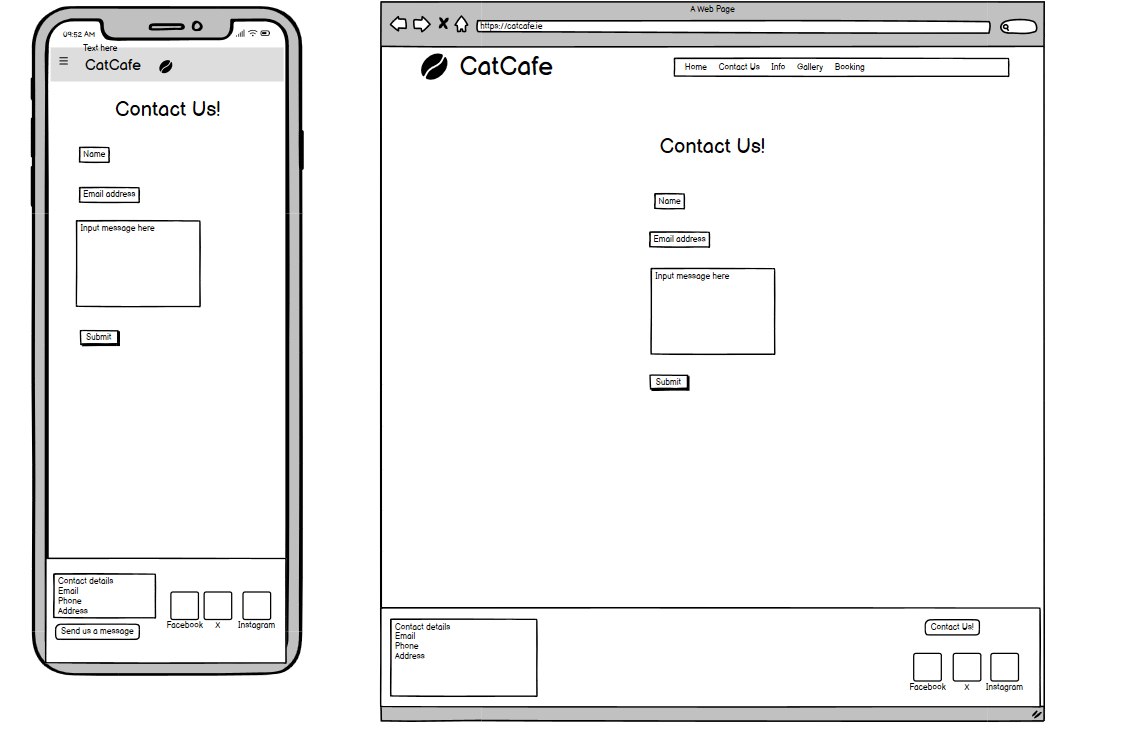 09:52 AM
Text here
CatCafe
Contact Us!
Name
Email address
Input message here
Submit
Contact details
Email
Phone
Address
Send us a message
Facebook X Instagram
A Web Page
https://catcafe.ie
CatCafe
Home Contact Us Info Gallery Booking
Contact Us!
Name
Email address
Input message here
Submit
Contact details
Email
Phone
Address
Contact Us!
Facebook X Instagram